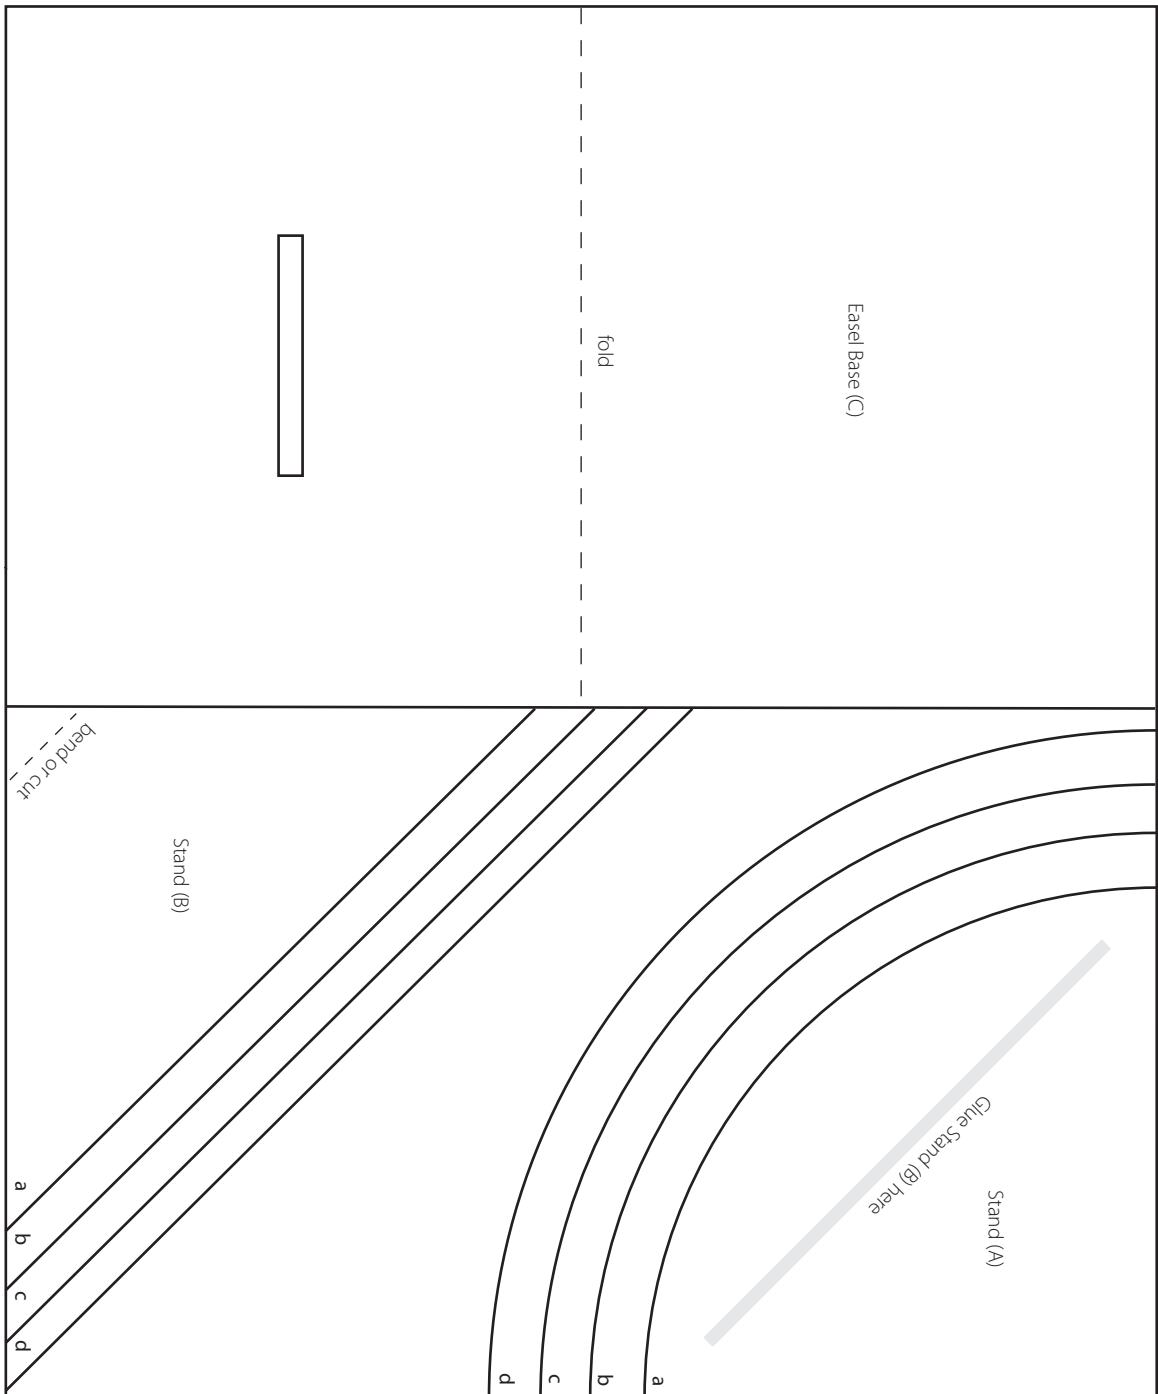 Easel Base (C)
fold
bend or cut
Stand (B)
a
b
c
d
Glue Stand (B) here
Stand (A)
a
b
c
d